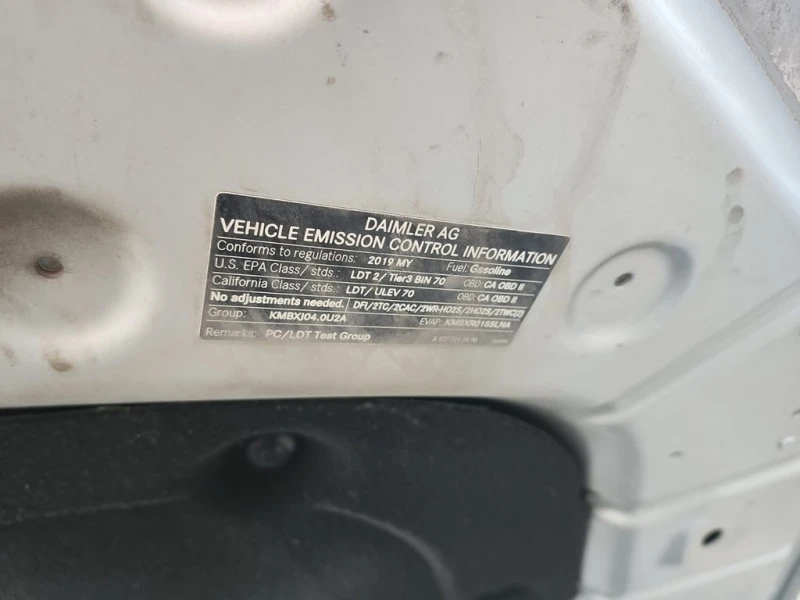 DAIMLER AG
VEHICLE EMISSION CONTROL INFORMATION
Conforms to regulations: 2019 MY Fuel: Gasoline
U.S. EPA Class/ stds.: LDT 2/ Tier3 BIN 70 OBD: CA OBD II
California Class/ stds.: LDT/ ULEV 70 OBD: CA OBD II
No adjustments needed. DFI/2TC/2CAC/2WR-HO2S/2HO2S/2TWC(2)
Group: KMBXJ04.0U2A EVAP: KMBXR0155LNA
Remarks: PC/LDT Test Group